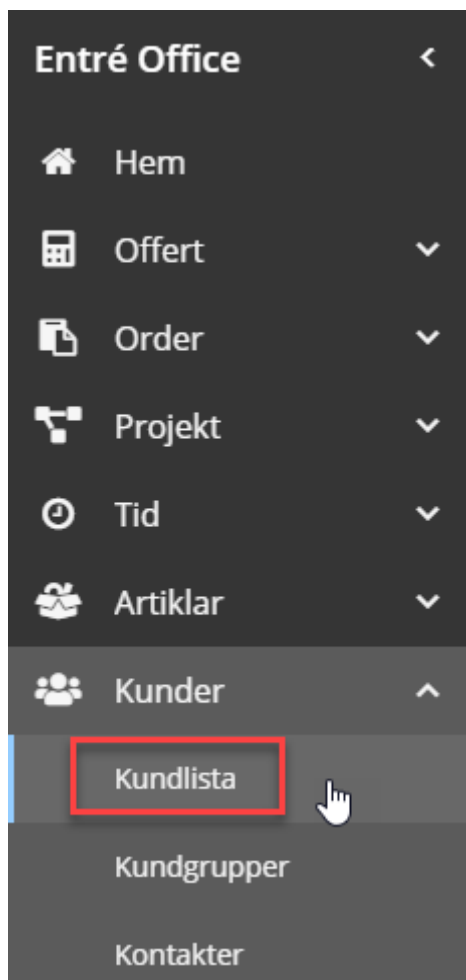 Entré Office
Hem
Offert
Order
Projekt
Tid
Artiklar
Kunder
Kundlista
Kundgrupper
Kontakter